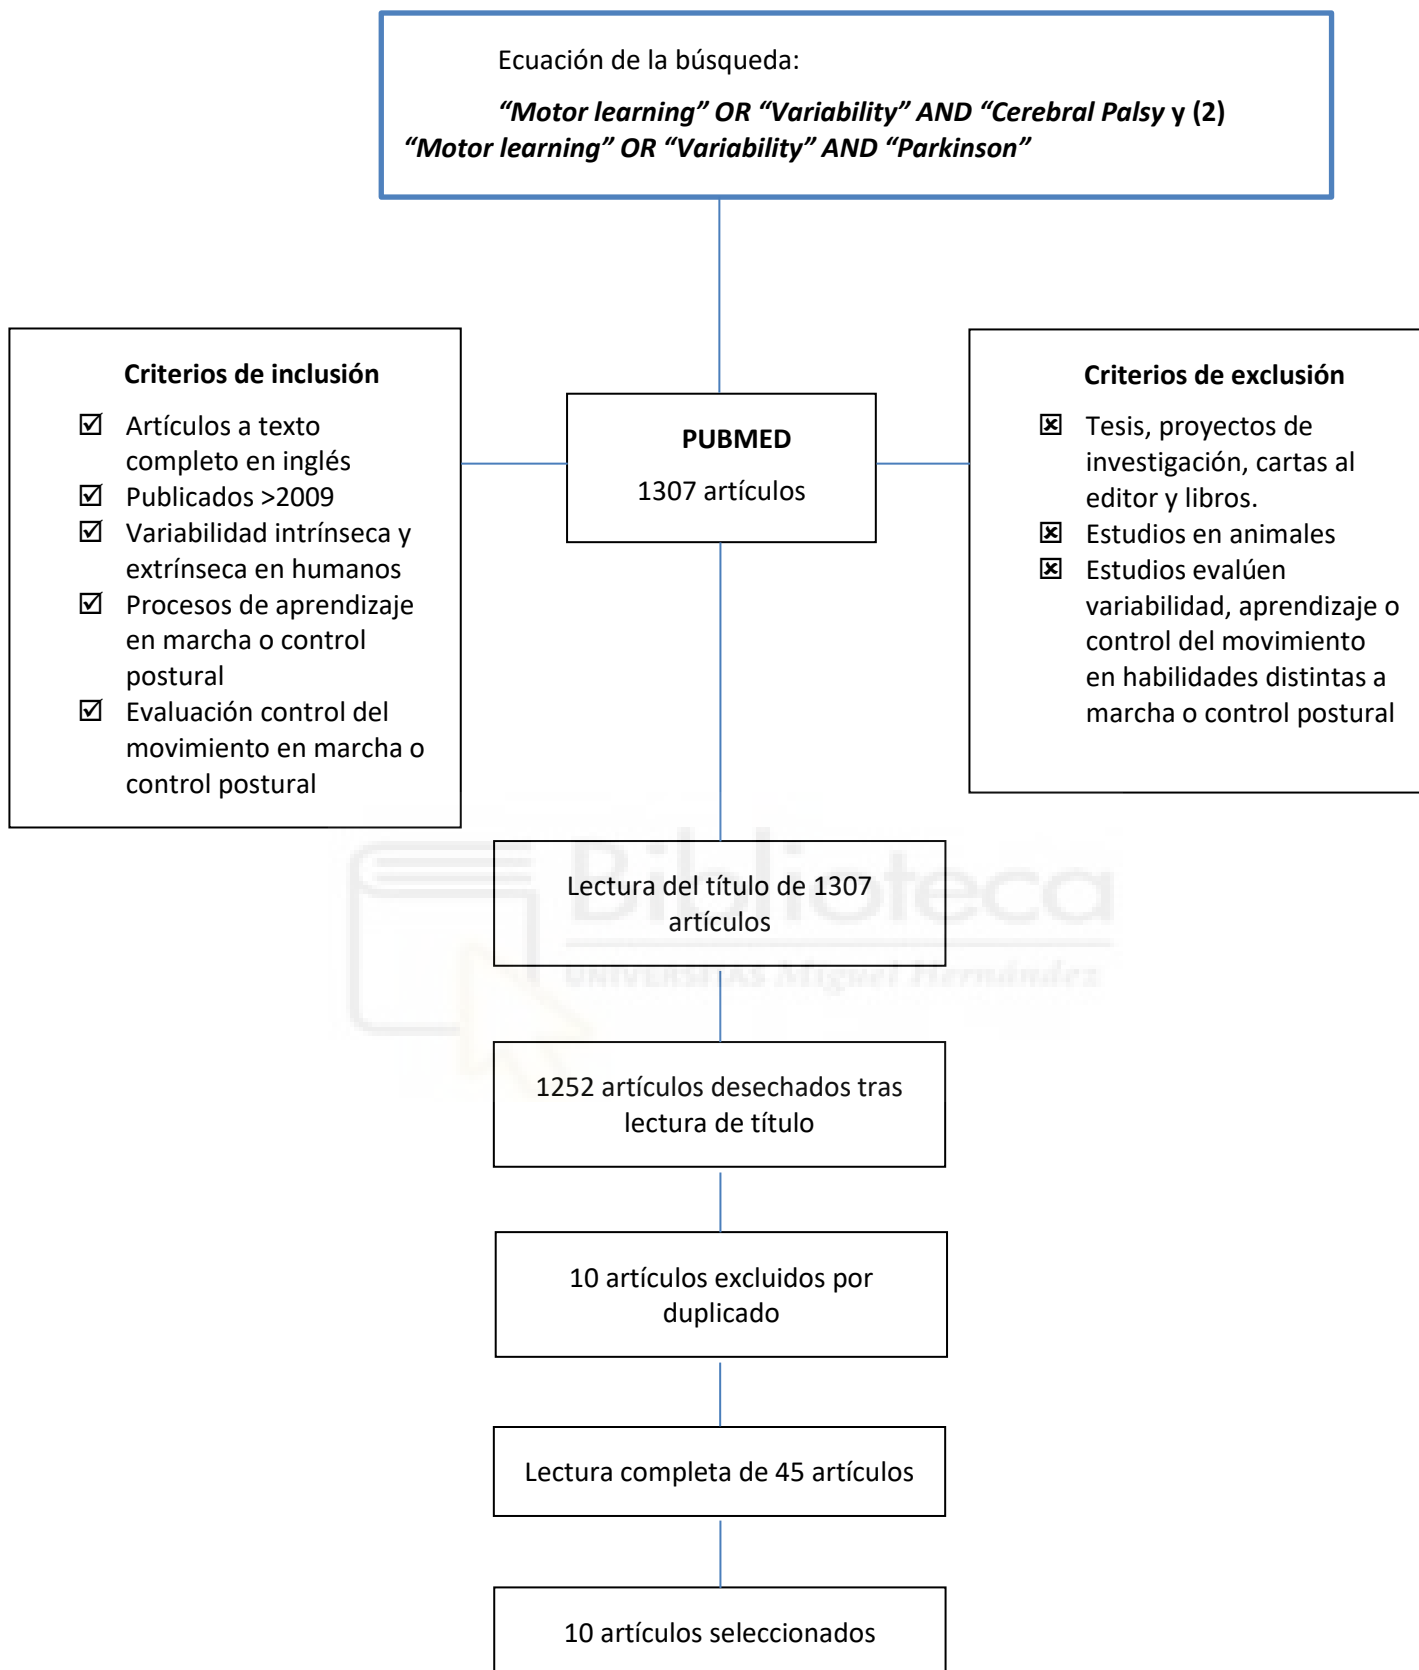 Ecuación de la búsqueda:
“Motor learning” OR “Variability” AND “Cerebral Palsy y (2)
“Motor learning” OR “Variability” AND “Parkinson”
Criterios de inclusión
☑ Artículos a texto
completo en inglés
☑ Publicados >2009
☑ Variabilidad intrínseca y
extrínseca en humanos
☑ Procesos de aprendizaje
en marcha o control
postural
☑ Evaluación control del
movimiento en marcha o
control postural
PUBMED
1307 artículos
Criterios de exclusión
☒ Tesis, proyectos de
investigación, cartas al
editor y libros.
☒ Estudios en animales
☒ Estudios evalúen
variabilidad, aprendizaje o
control del movimiento
en habilidades distintas a
marcha o control postural
Lectura del título de 1307
artículos
Biblioteca
UNIVERSITAS Miguel Hernández
1252 artículos desechados tras
lectura de título
10 artículos excluidos por
duplicado
Lectura completa de 45 artículos
10 artículos seleccionados